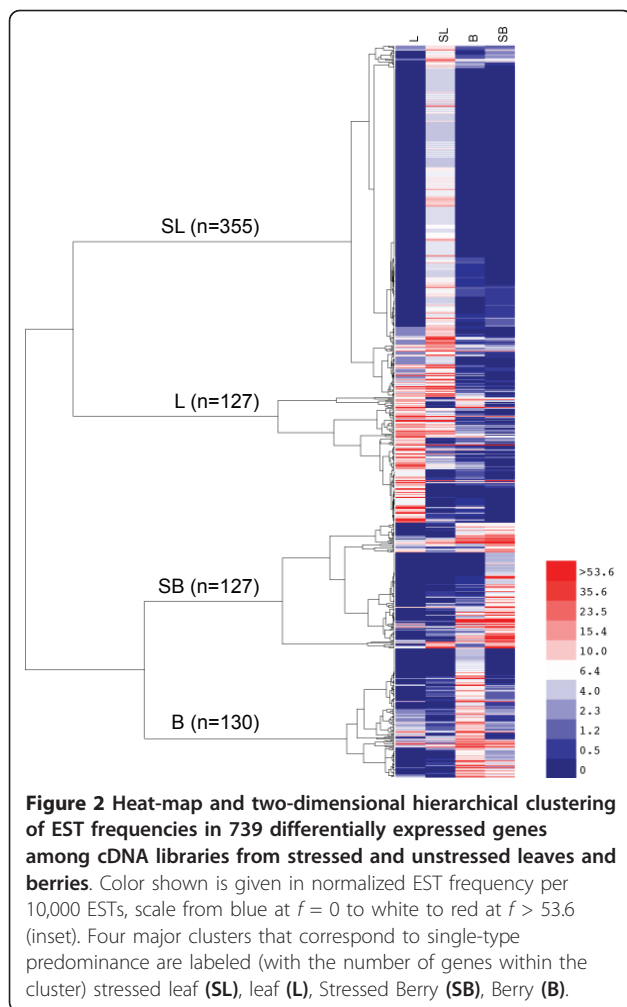 L
SL
B
SB
SL (n=355)
L (n=127)
SB (n=127)
B (n=130)
>53.6
35.6
23.5
15.4
10.0
6.4
4.0
2.3
1.2
0.5
0
Figure 2 Heat-map and two-dimensional hierarchical clustering
of EST frequencies in 739 differentially expressed genes
among cDNA libraries from stressed and unstressed leaves and
berries. Color shown is given in normalized EST frequency per
10,000 ESTs, scale from blue at f = 0 to white to red at f > 53.6
(inset). Four major clusters that correspond to single-type
predominance are labeled (with the number of genes within the
cluster) stressed leaf (SL), leaf (L), Stressed Berry (SB), Berry (B).